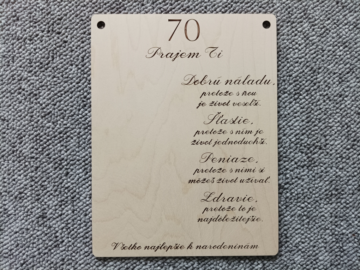 70
Prajem Ti
Dobrú náladu,
pretože s ňou
je život veselší.
Šťastie,
pretože s ním je
život jednoduchší.
Peniaze,
pretože s nimi si
môžeš život užívať.
Zdravie,
pretože to je
najdôležitejšie.
Všetko najlepšie k narodeninám